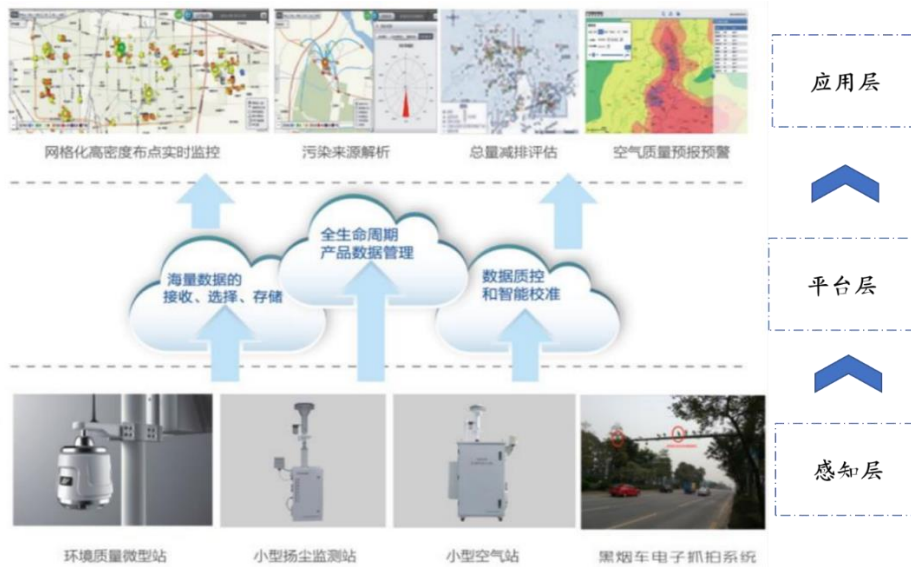 应用层
网格化高密度布点实时监控
污染来源解析
总量减排评估
空气质量预报预警
全生命周期
产品数据管理
海量数据的
接收、选择、存储
数据质控
和智能校准
平台层
感知层
环境质量微型站
小型扬尘监测站
小型空气站
黑烟车电子抓拍系统